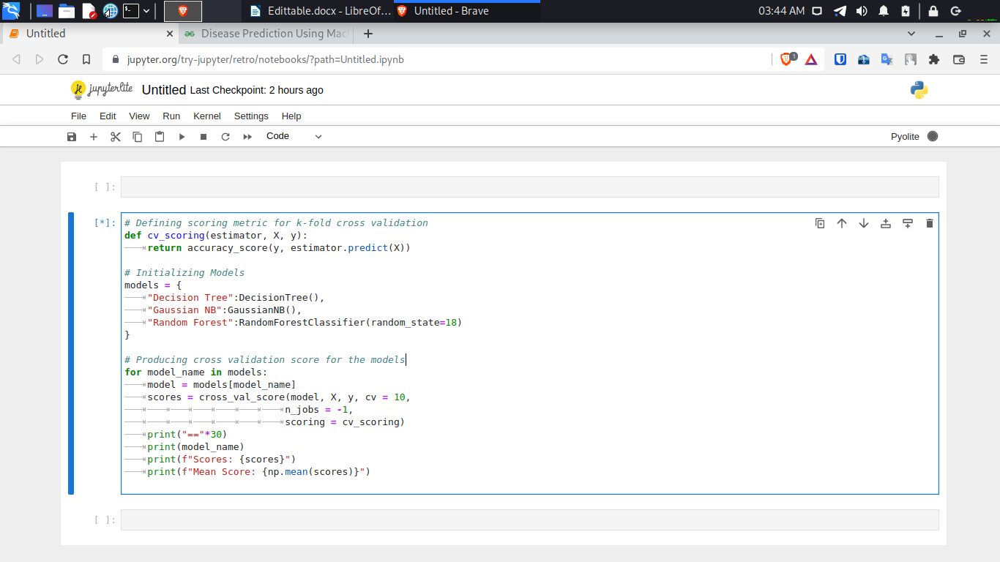 Edittable.docx - LibreOf...
Untitled - Brave
03:44 AM
Untitled
Disease Prediction Using Mac
jupyter.org/try-jupyter/retro/notebooks/?path=Untitled.ipynb
1
jupyterlite
Untitled Last Checkpoint: 2 hours ago
File Edit View Run Kernel Settings Help
Code
Pyolite
[ ]:
[*]:
# Defining scoring metric for k-fold cross validation
def cv_scoring(estimator, X, y):
return accuracy_score(y, estimator.predict(X))
# Initializing Models
models = {
"Decision Tree":DecisionTree(),
"Gaussian NB":GaussianNB(),
"Random Forest":RandomForestClassifier(random_state=18)
}
# Producing cross validation score for the models
for model_name in models:
model = models[model_name]
scores = cross_val_score(model, X, y, cv = 10,
n_jobs = -1,
scoring = cv_scoring)
print("=="*30)
print(model_name)
print(f"Scores: {scores}")
print(f"Mean Score: {np.mean(scores)}")
[ ]: